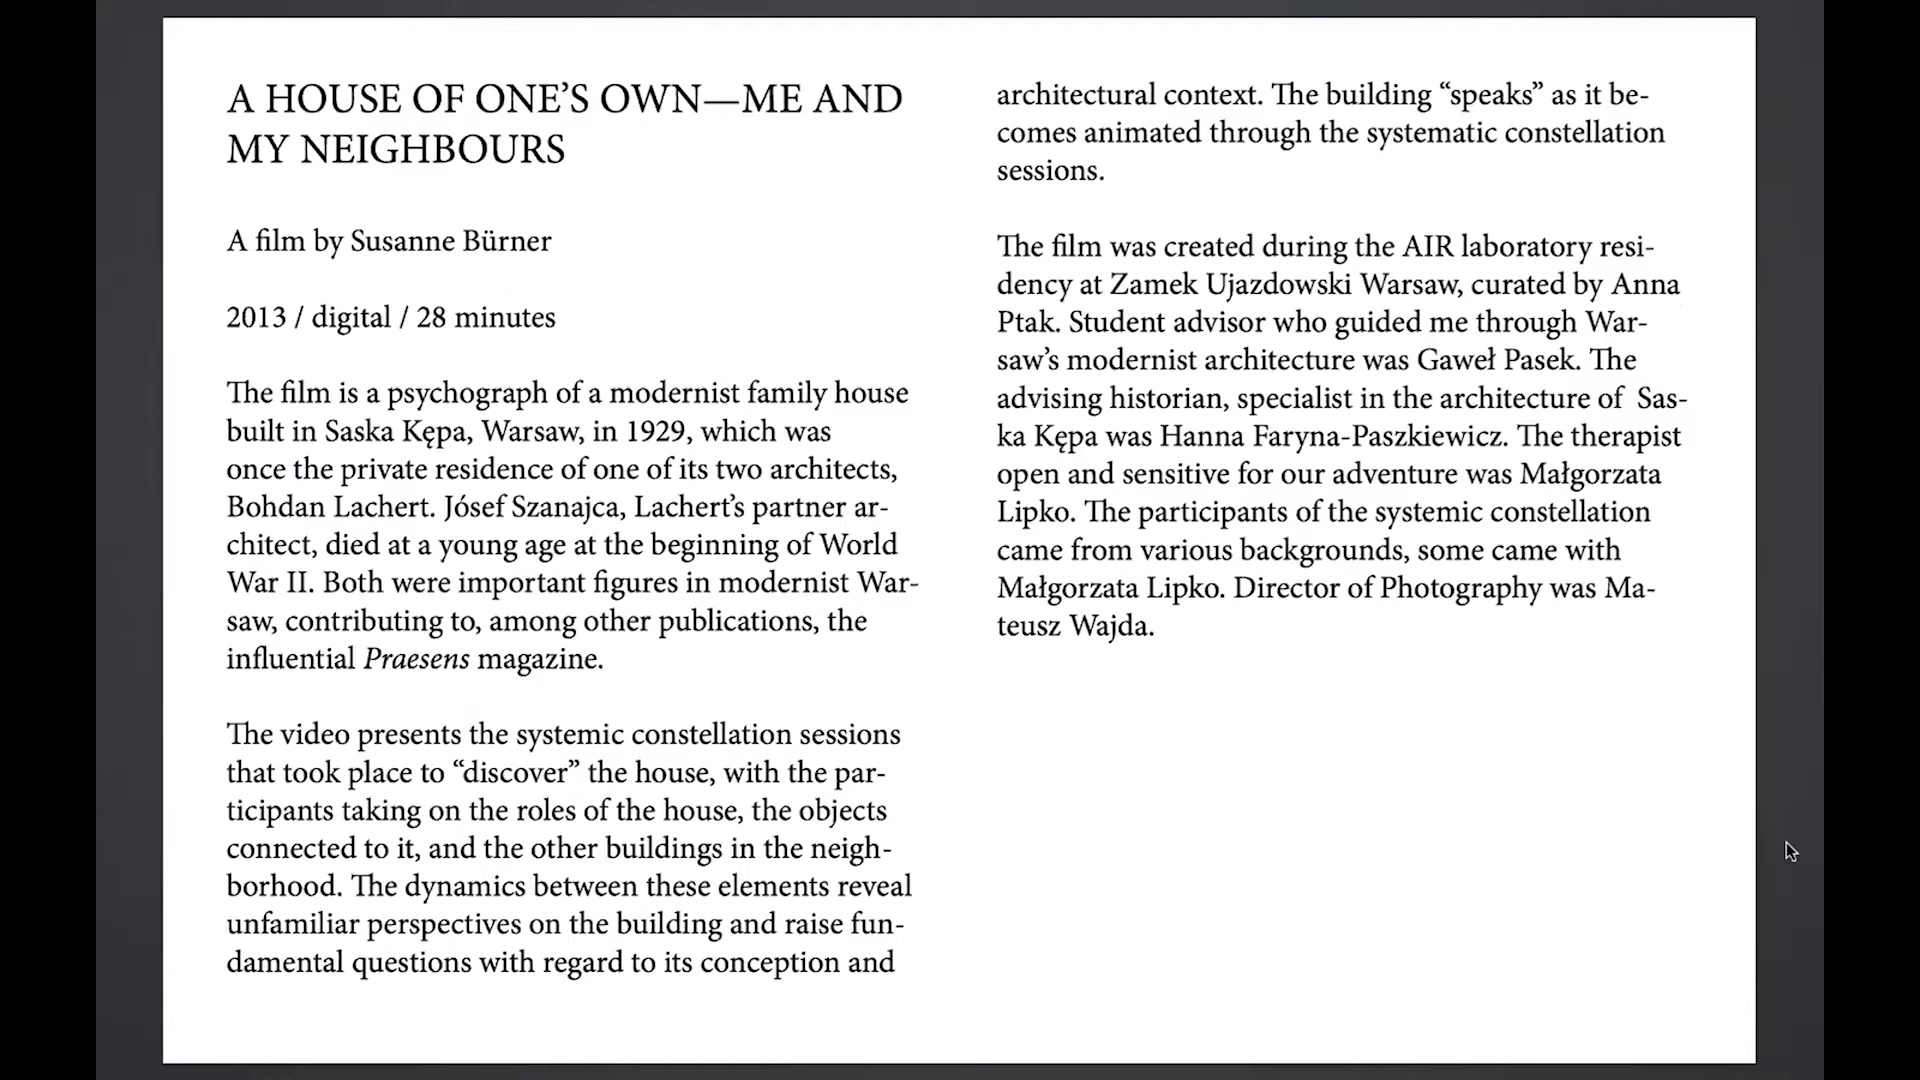 A HOUSE OF ONE’S OWN—ME AND
MY NEIGHBOURS
A film by Susanne Bürner
2013 / digital / 28 minutes
The film is a psychograph of a modernist family house
built in Saska Kępa, Warsaw, in 1929, which was
once the private residence of one of its two architects,
Bohdan Lachert. Jósef Szanajca, Lachert’s partner ar-
chitect, died at a young age at the beginning of World
War II. Both were important figures in modernist War-
saw, contributing to, among other publications, the
influential Praesens magazine.
The video presents the systemic constellation sessions
that took place to “discover” the house, with the par-
ticipants taking on the roles of the house, the objects
connected to it, and the other buildings in the neigh-
borhood. The dynamics between these elements reveal
unfamiliar perspectives on the building and raise fun-
damental questions with regard to its conception and
architectural context. The building “speaks” as it be-
comes animated through the systematic constellation
sessions.
The film was created during the AIR laboratory resi-
dency at Zamek Ujazdowski Warsaw, curated by Anna
Ptak. Student advisor who guided me through War-
saw’s modernist architecture was Gaweł Pasek. The
advising historian, specialist in the architecture of  Sas-
ka Kępa was Hanna Faryna-Paszkiewicz. The therapist
open and sensitive for our adventure was Małgorzata
Lipko. The participants of the systemic constellation
came from various backgrounds, some came with
Małgorzata Lipko. Director of Photography was Ma-
teusz Wajda.